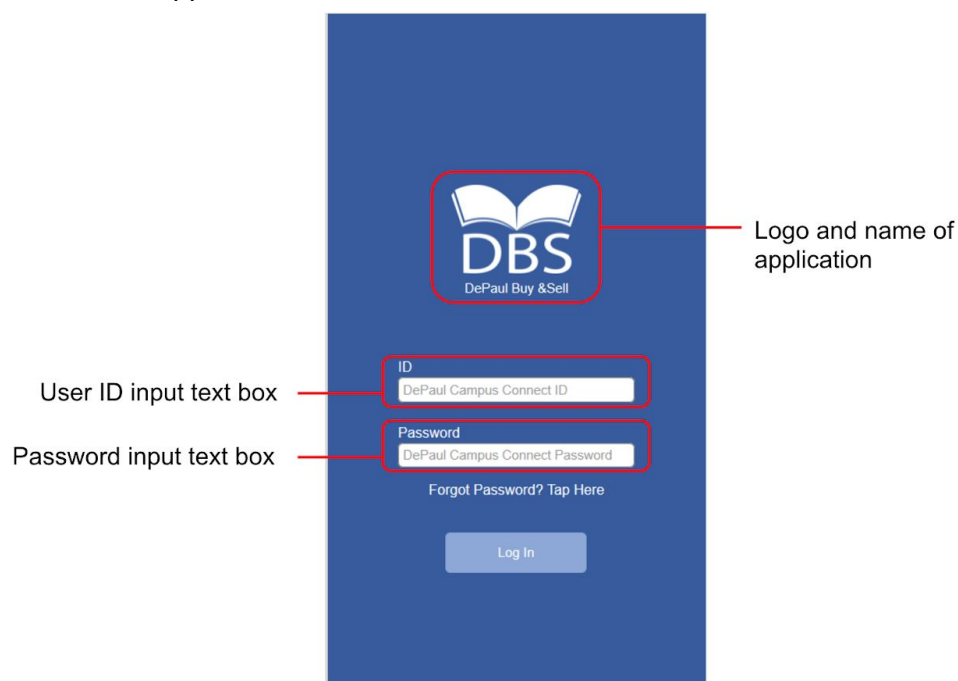 DBS
DePaul Buy &Sell
Logo and name of
application
ID
User ID input text box
DePaul Campus Connect ID
Password
Password input text box
DePaul Campus Connect Password
Forgot Password? Tap Here
Log In